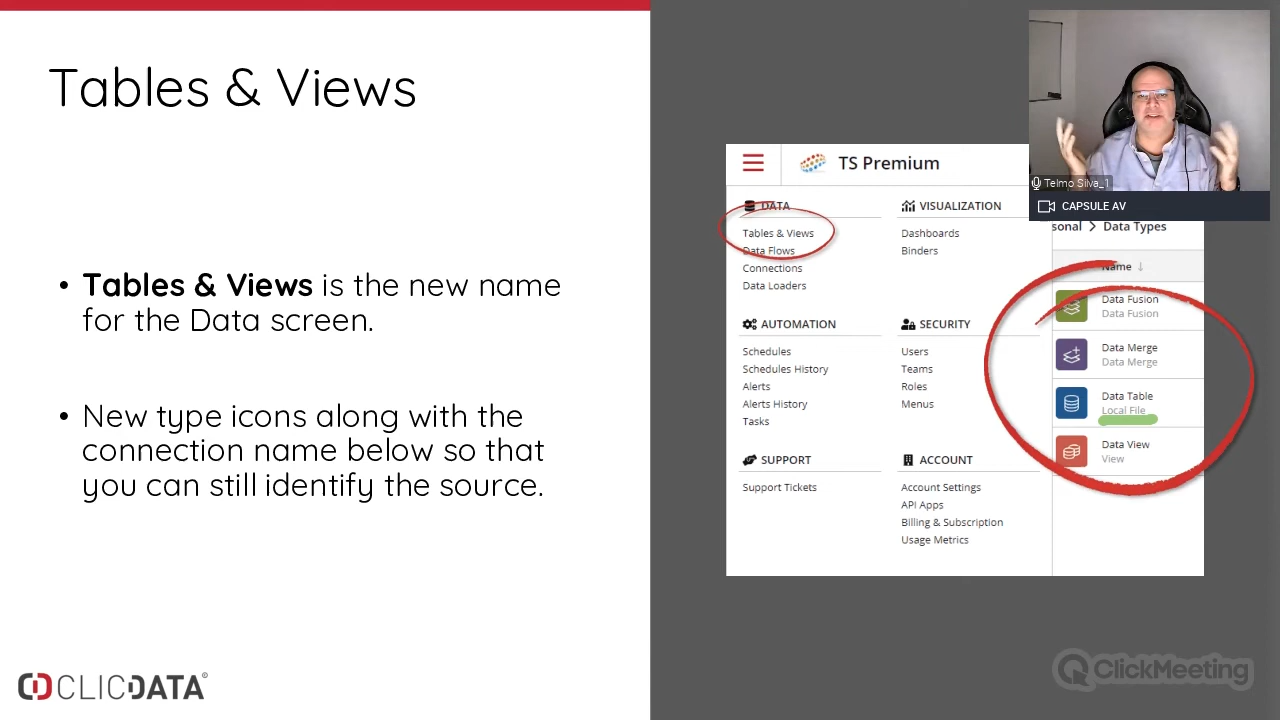 Tables & Views
• Tables & Views is the new name
for the Data screen.
• New type icons along with the
connection name below so that
you can still identify the source.
CLICDATA
TS Premium
DATA
Tables & Views
Data Flows
Connections
Data Loaders
VISUALIZATION
Dashboards
Binders
AUTOMATION
Schedules
Schedules History
Alerts
Alerts History
Tasks
SECURITY
Users
Teams
Roles
Menus
SUPPORT
Support Tickets
ACCOUNT
Account Settings
API Apps
Billing & Subscription
Usage Metrics
Telmo Silva_1
CAPSULE AV
sonal > Data Types
Name ↓
Data Fusion
Data Fusion
Data Merge
Data Merge
Data Table
Local File
Data View
View
ClickMeeting